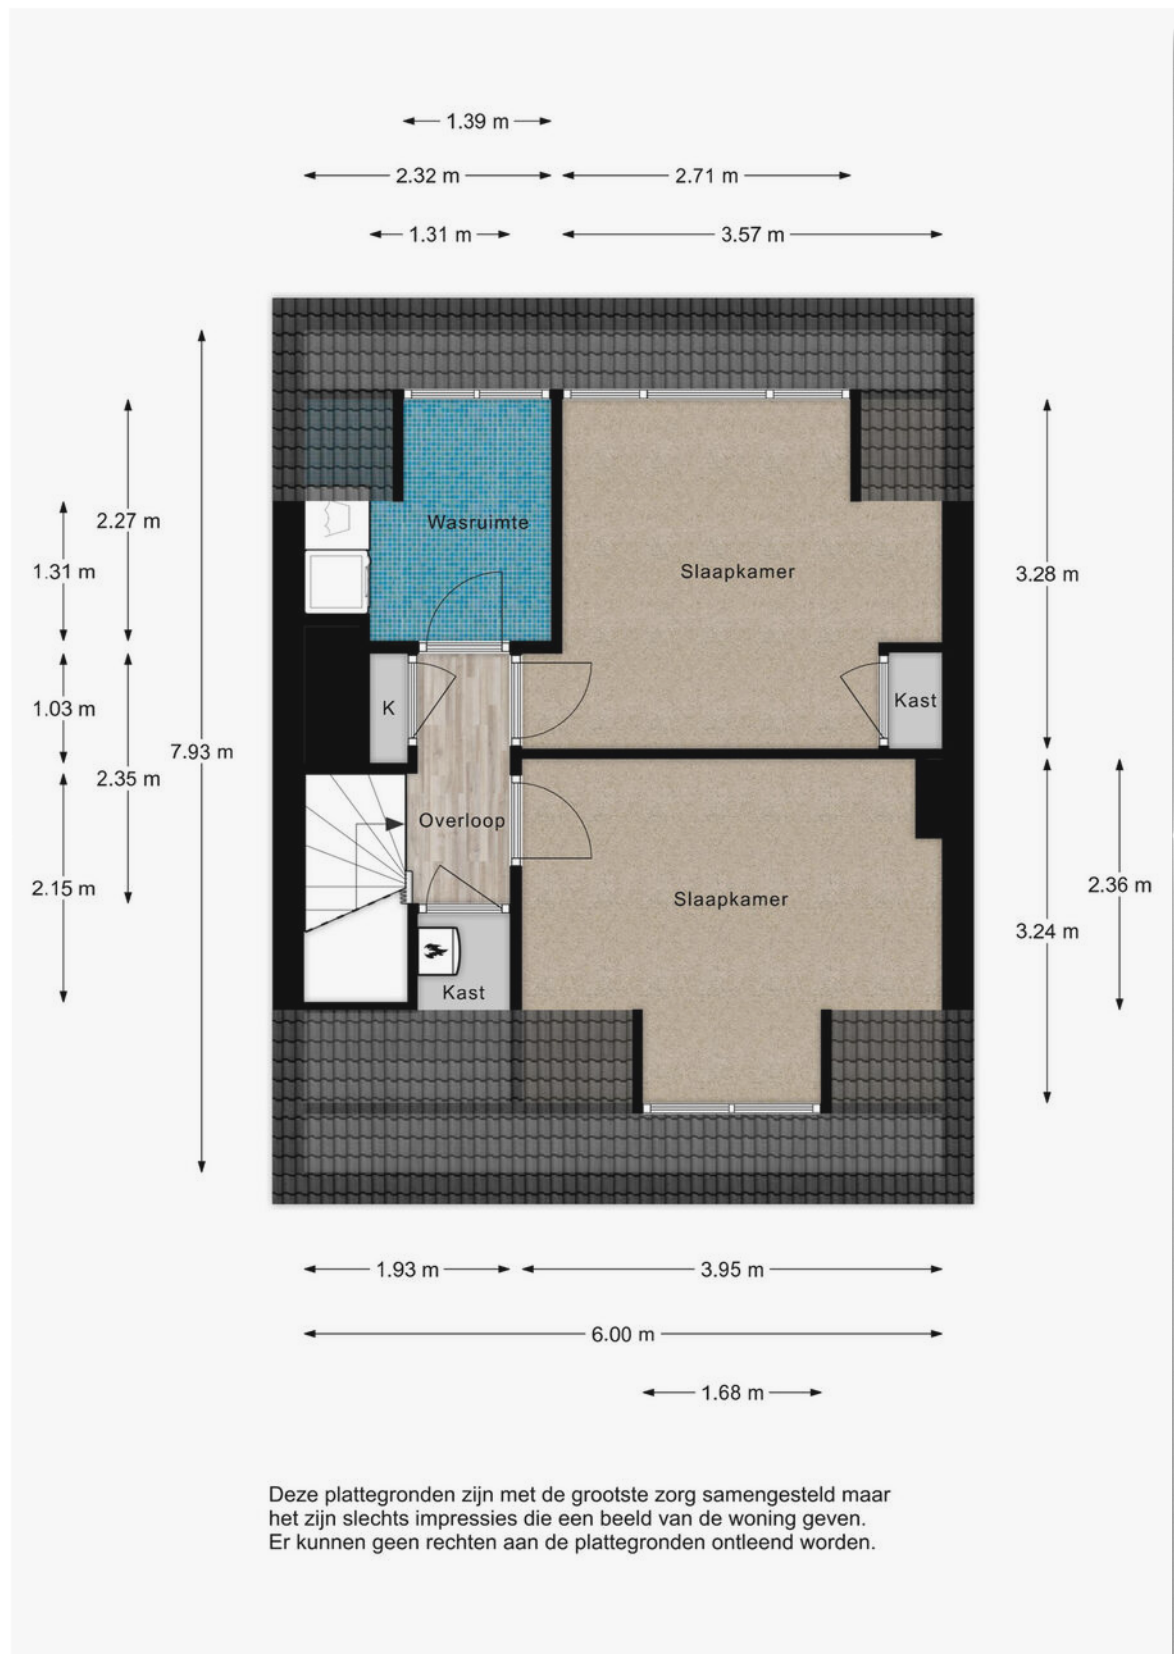 1.39 m
2.32 m
2.71 m
1.31 m
3.57 m
2.27 m
Wasruimte
1.31 m
Slaapkamer
3.28 m
K
Kast
1.03 m
7.93 m
2.35 m
Overloop
2.15 m
Slaapkamer
2.36 m
3.24 m
Kast
1.93 m
3.95 m
6.00 m
1.68 m
Deze plattegronden zijn met de grootste zorg samengesteld maar
het zijn slechts impressies die een beeld van de woning geven.
Er kunnen geen rechten aan de plattegronden ontleend worden.